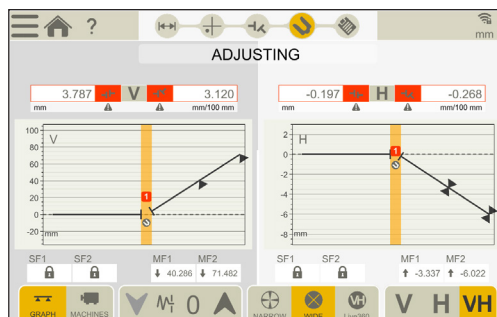 ?
mm
ADJUSTING
3.787 V 3.120
mm mm/100 mm
-0.197 H -0.268
mm mm/100 mm
V
100
80
60
40
20
0
-20 mm
1
H
2
0
-2
-4
-6
-8 mm
1
SF1 SF2 MF1 MF2
40.286 71.482
SF1 SF2 MF1 MF2
-3.337 -6.022
GRAPH MACHINES
0
NARROW WIDE Live360
VH
V H VH